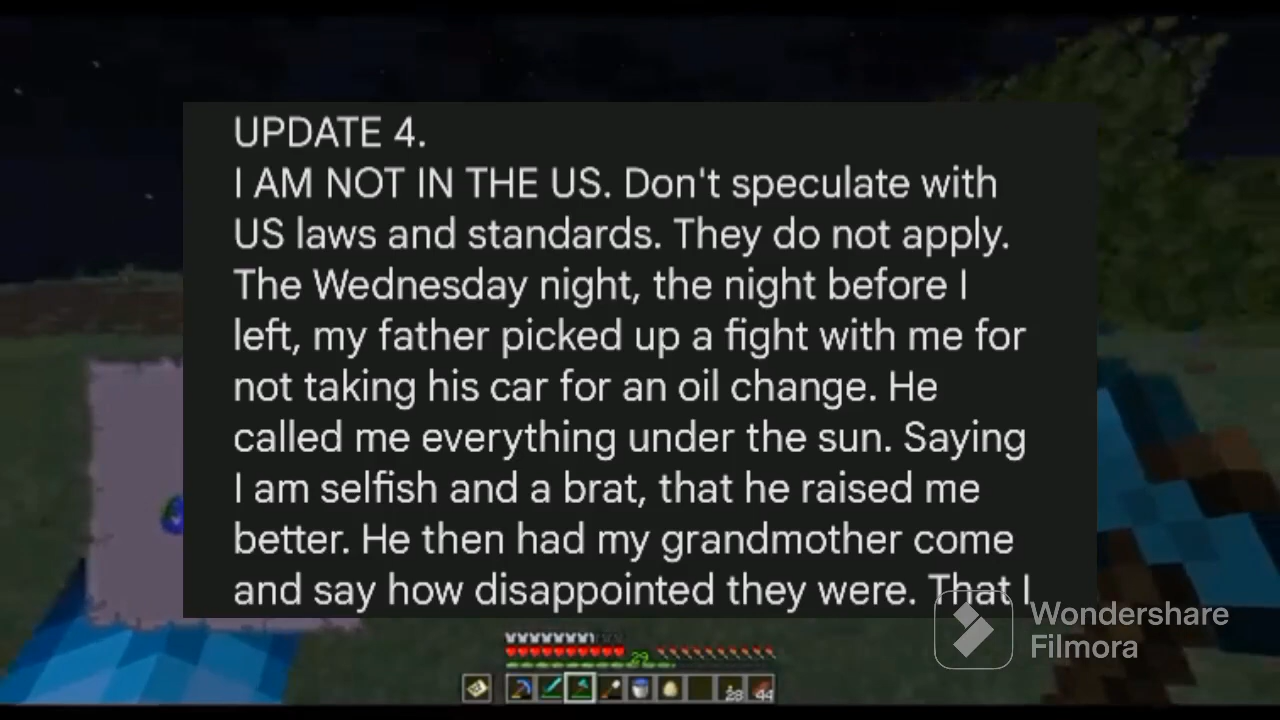 UPDATE 4.
I AM NOT IN THE US. Don't speculate with
US laws and standards. They do not apply.
The Wednesday night, the night before I
left, my father picked up a fight with me for
not taking his car for an oil change. He
called me everything under the sun. Saying
I am selfish and a brat, that he raised me
better. He then had my grandmother come
and say how disappointed they were. That I
Wondershare
Filmora
29
28
44